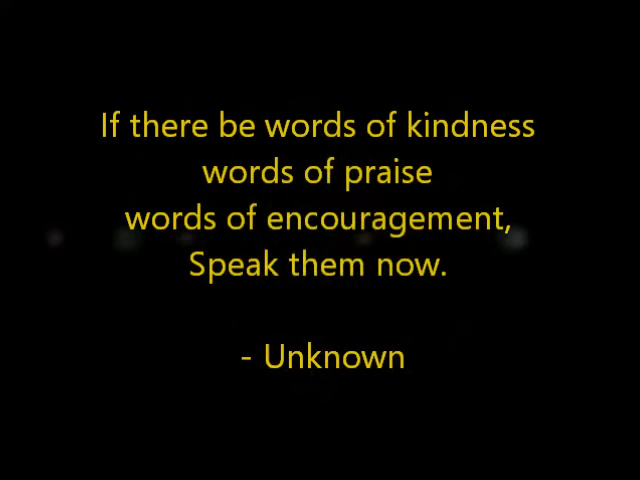 If there be words of kindness
words of praise
words of encouragement,
Speak them now.
- Unknown